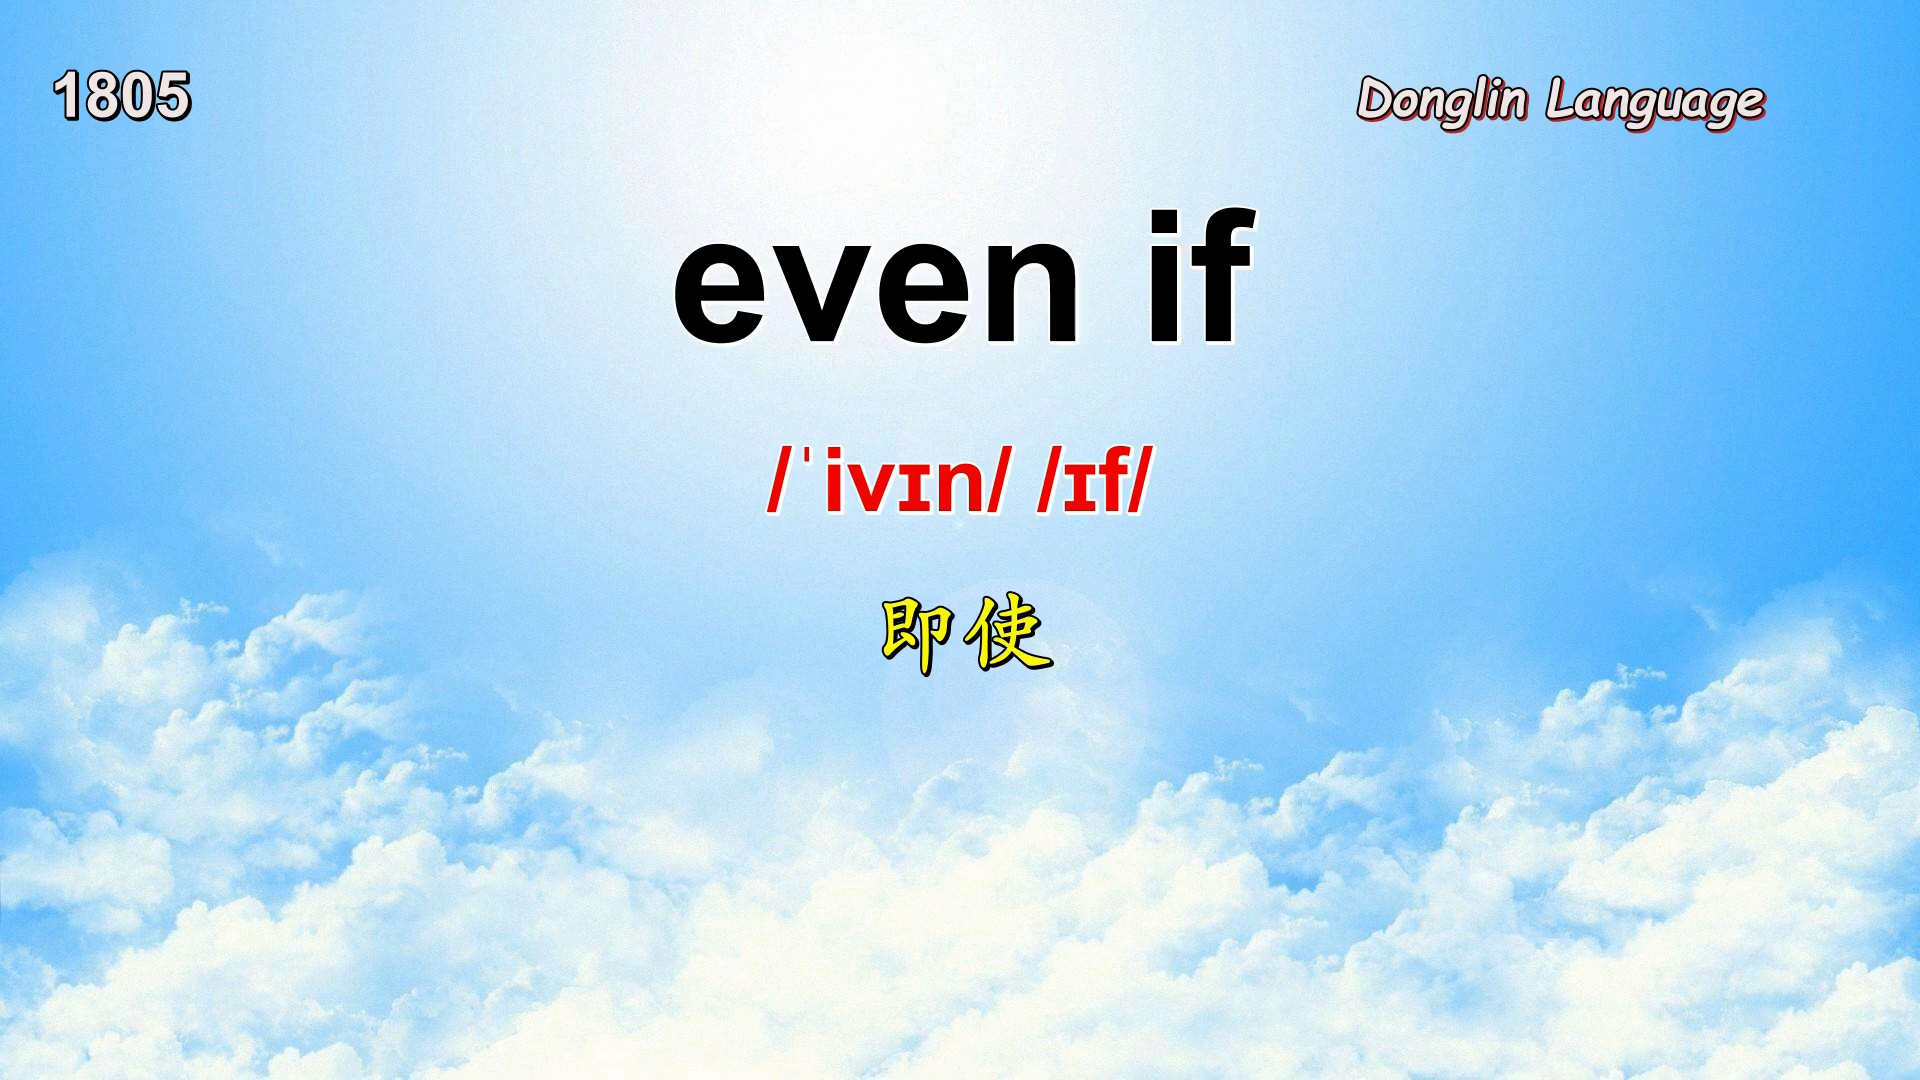 1805
Donglin Language
even if
/ˈivɪn/ /ɪf/
即使